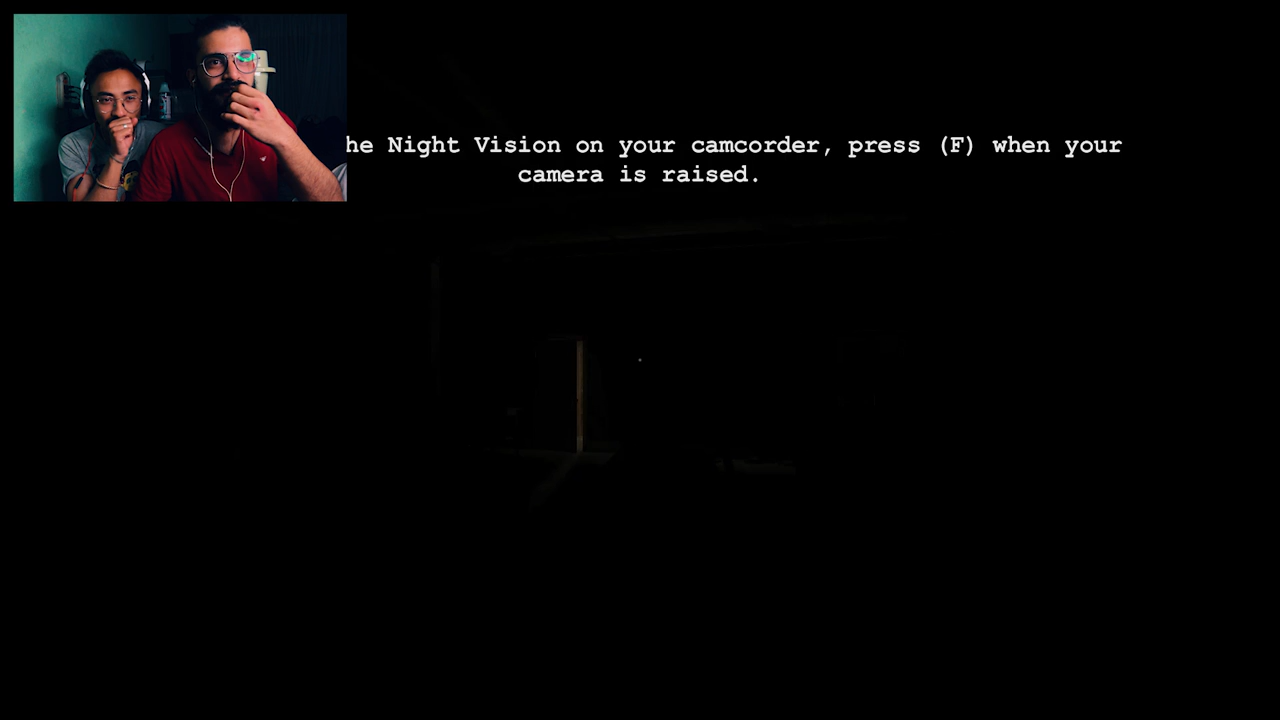 he Night Vision on your camcorder, press (F) when your
camera is raised.